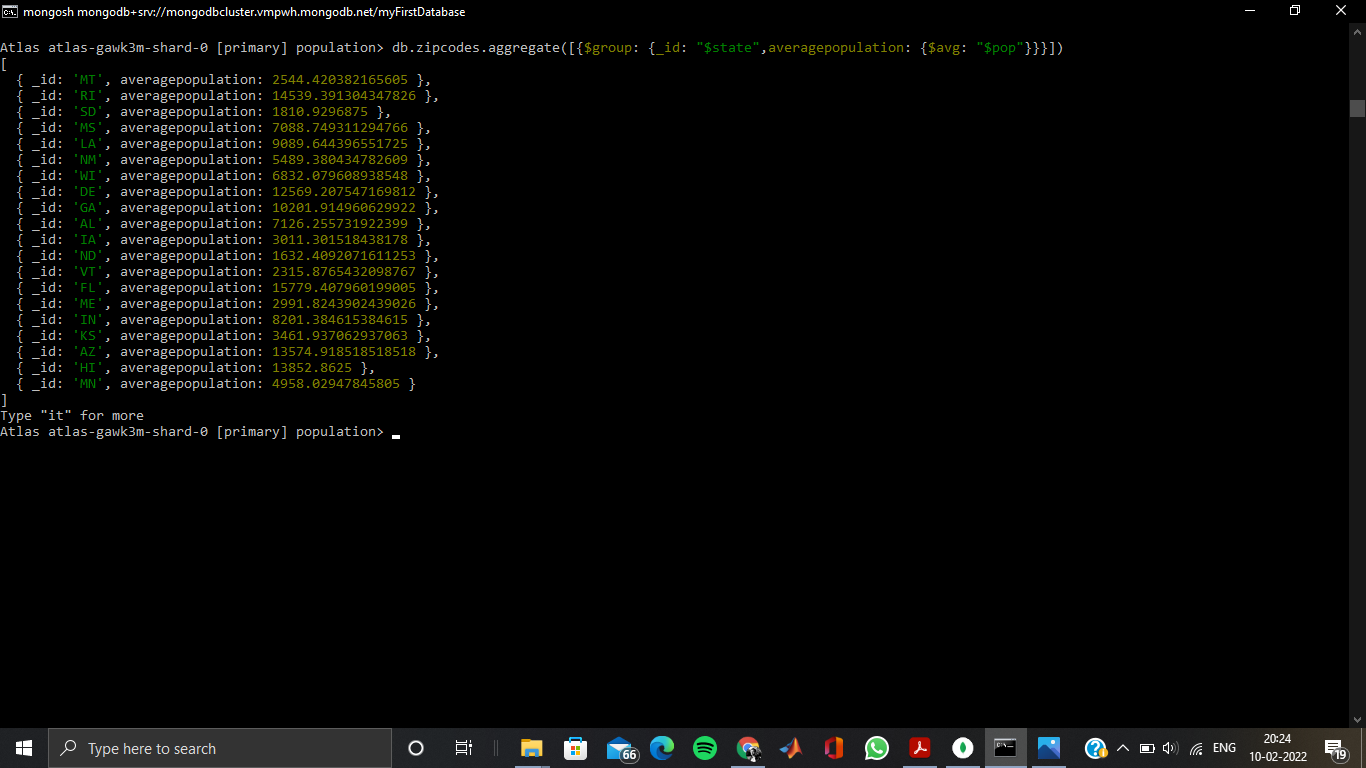 mongosh mongodb+srv://mongodbcluster.vmpwh.mongodb.net/myFirstDatabase
Atlas atlas-gawk3m-shard-0 [primary] population> db.zipcodes.aggregate([{$group: {_id: "$state",averagepopulation: {$avg: "$pop"}}}])
[
  { _id: 'MT', averagepopulation: 2544.420382165605 },
  { _id: 'RI', averagepopulation: 14539.391304347826 },
  { _id: 'SD', averagepopulation: 1810.9296875 },
  { _id: 'MS', averagepopulation: 7088.749311294766 },
  { _id: 'LA', averagepopulation: 9089.644396551725 },
  { _id: 'NM', averagepopulation: 5489.380434782609 },
  { _id: 'WI', averagepopulation: 6832.079608938548 },
  { _id: 'DE', averagepopulation: 12569.207547169812 },
  { _id: 'GA', averagepopulation: 10201.914960629922 },
  { _id: 'AL', averagepopulation: 7126.255731922399 },
  { _id: 'IA', averagepopulation: 3011.301518438178 },
  { _id: 'ND', averagepopulation: 1632.4092071611253 },
  { _id: 'VT', averagepopulation: 2315.8765432098767 },
  { _id: 'FL', averagepopulation: 15779.407960199005 },
  { _id: 'ME', averagepopulation: 2991.8243902439026 },
  { _id: 'IN', averagepopulation: 8201.384615384615 },
  { _id: 'KS', averagepopulation: 3461.937062937063 },
  { _id: 'AZ', averagepopulation: 13574.918518518518 },
  { _id: 'HI', averagepopulation: 13852.8625 },
  { _id: 'MN', averagepopulation: 4958.02947845805 }
]
Type "it" for more
Atlas atlas-gawk3m-shard-0 [primary] population>
Type here to search
66
ENG
20:24
10-02-2022
19